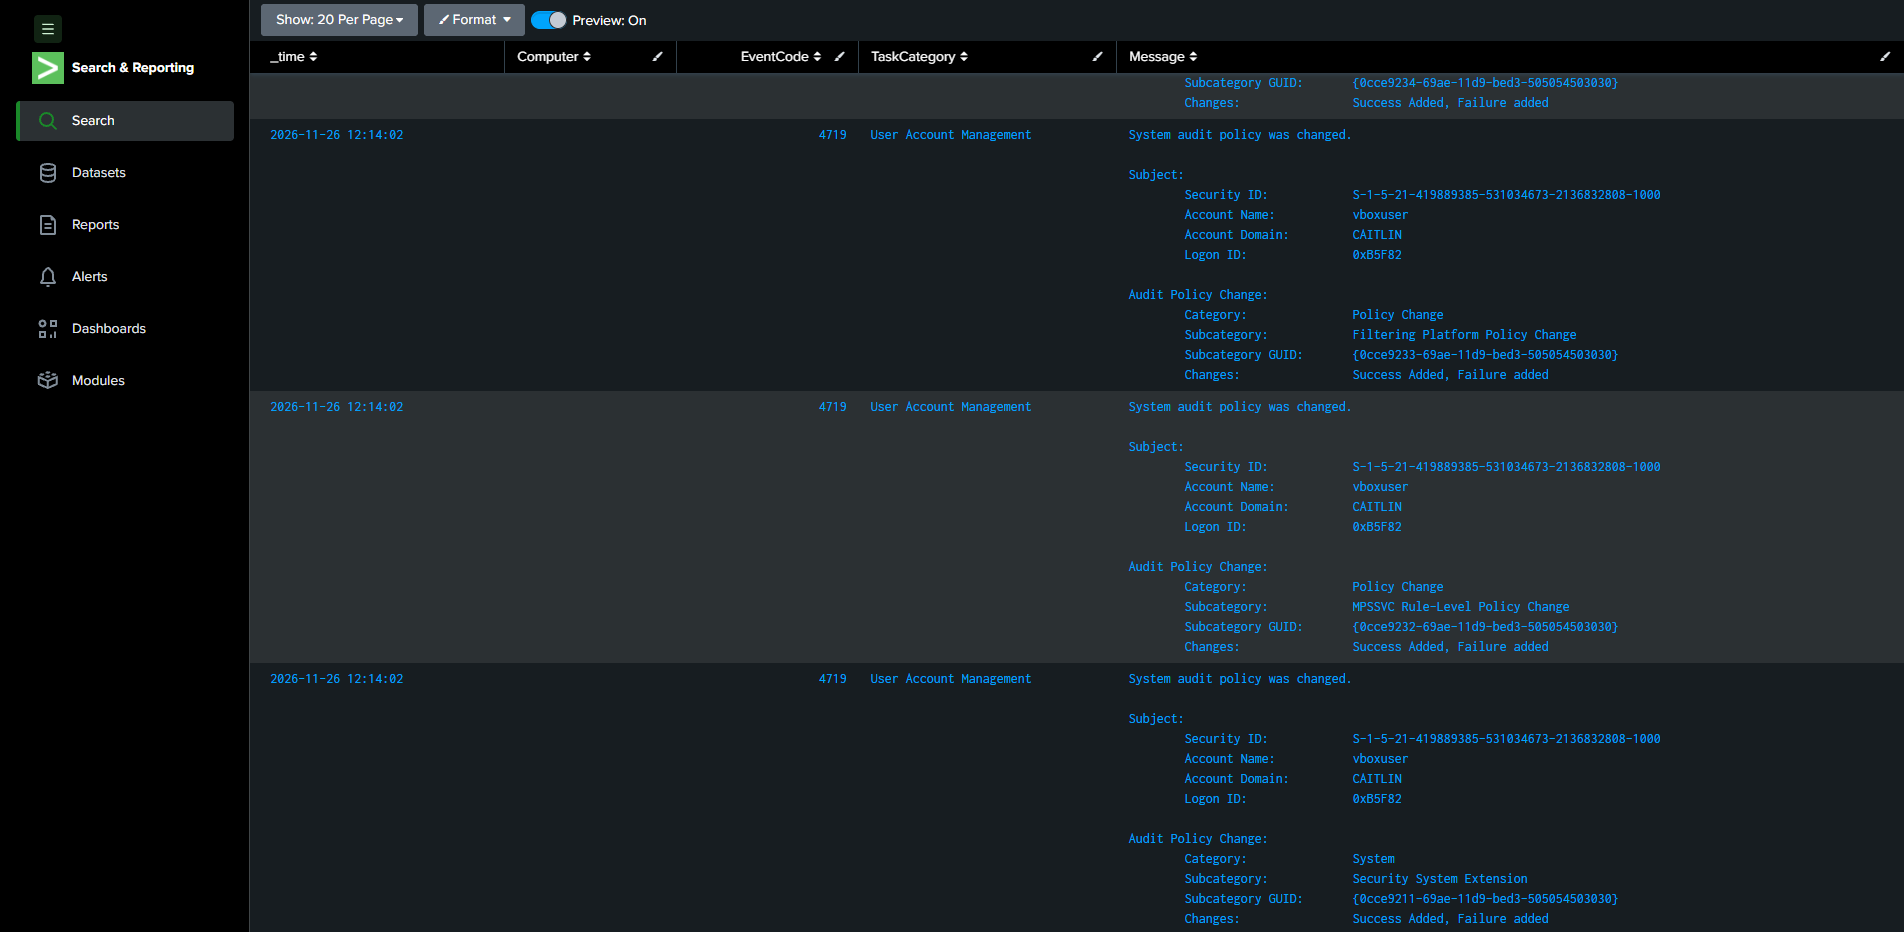 Search & Reporting
Search
Datasets
Reports
Alerts
Dashboards
Modules
Show: 20 Per Page Format Preview: On
_time Computer EventCode TaskCategory Message
Subcategory GUID: {0cce9234-69ae-11d9-bed3-505054503030}
Changes: Success Added, Failure added
2026-11-26 12:14:02 4719 User Account Management System audit policy was changed.
Subject:
Security ID: S-1-5-21-419889385-531034673-2136832808-1000
Account Name: vboxuser
Account Domain: CAITLIN
Logon ID: 0xB5F82
Audit Policy Change:
Category: Policy Change
Subcategory: Filtering Platform Policy Change
Subcategory GUID: {0cce9233-69ae-11d9-bed3-505054503030}
Changes: Success Added, Failure added
2026-11-26 12:14:02 4719 User Account Management System audit policy was changed.
Subject:
Security ID: S-1-5-21-419889385-531034673-2136832808-1000
Account Name: vboxuser
Account Domain: CAITLIN
Logon ID: 0xB5F82
Audit Policy Change:
Category: Policy Change
Subcategory: MPSSVC Rule-Level Policy Change
Subcategory GUID: {0cce9232-69ae-11d9-bed3-505054503030}
Changes: Success Added, Failure added
2026-11-26 12:14:02 4719 User Account Management System audit policy was changed.
Subject:
Security ID: S-1-5-21-419889385-531034673-2136832808-1000
Account Name: vboxuser
Account Domain: CAITLIN
Logon ID: 0xB5F82
Audit Policy Change:
Category: System
Subcategory: Security System Extension
Subcategory GUID: {0cce9211-69ae-11d9-bed3-505054503030}
Changes: Success Added, Failure added